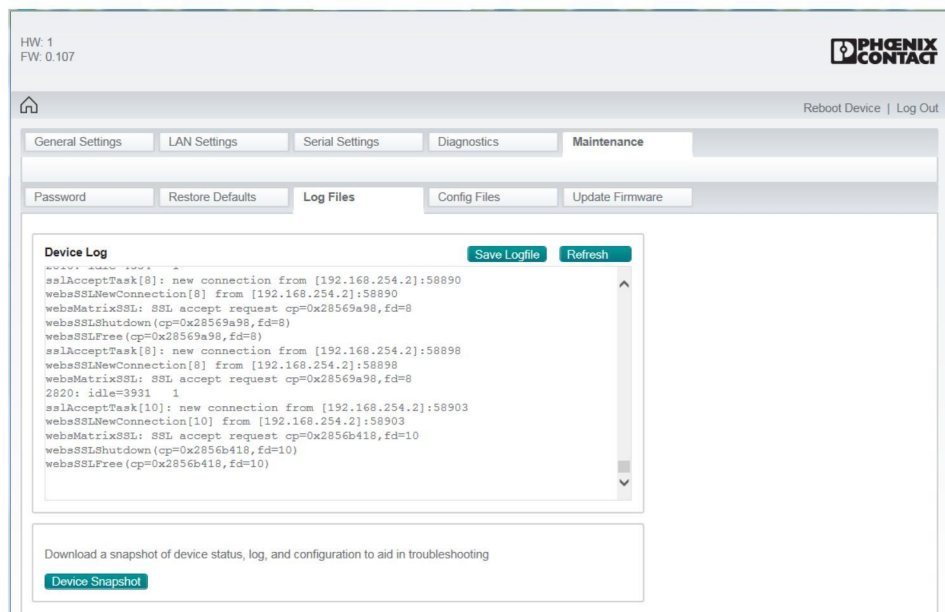 HW: 1
FW: 0.107
PHŒNIX
CONTACT
Reboot Device | Log Out
General Settings
LAN Settings
Serial Settings
Diagnostics
Maintenance
Password
Restore Defaults
Log Files
Config Files
Update Firmware
Device Log
Save Logfile
Refresh
sslAcceptTask[8]: new connection from [192.168.254.2]:58890
websSSLNewConnection[8] from [192.168.254.2]:58890
websMatrixSSL: SSL accept request cp=0x28569a98,fd=8
websSSLShutdown(cp=0x28569a98,fd=8)
websSSLFree(cp=0x28569a98,fd=8)
sslAcceptTask[8]: new connection from [192.168.254.2]:58898
websSSLNewConnection[8] from [192.168.254.2]:58898
websMatrixSSL: SSL accept request cp=0x28569a98,fd=8
2820: idle=3931 1
sslAcceptTask[10]: new connection from [192.168.254.2]:58903
websSSLNewConnection[10] from [192.168.254.2]:58903
websMatrixSSL: SSL accept request cp=0x2856b418,fd=10
websSSLShutdown(cp=0x2856b418,fd=10)
websSSLFree(cp=0x2856b418,fd=10)
Download a snapshot of device status, log, and configuration to aid in troubleshooting
Device Snapshot